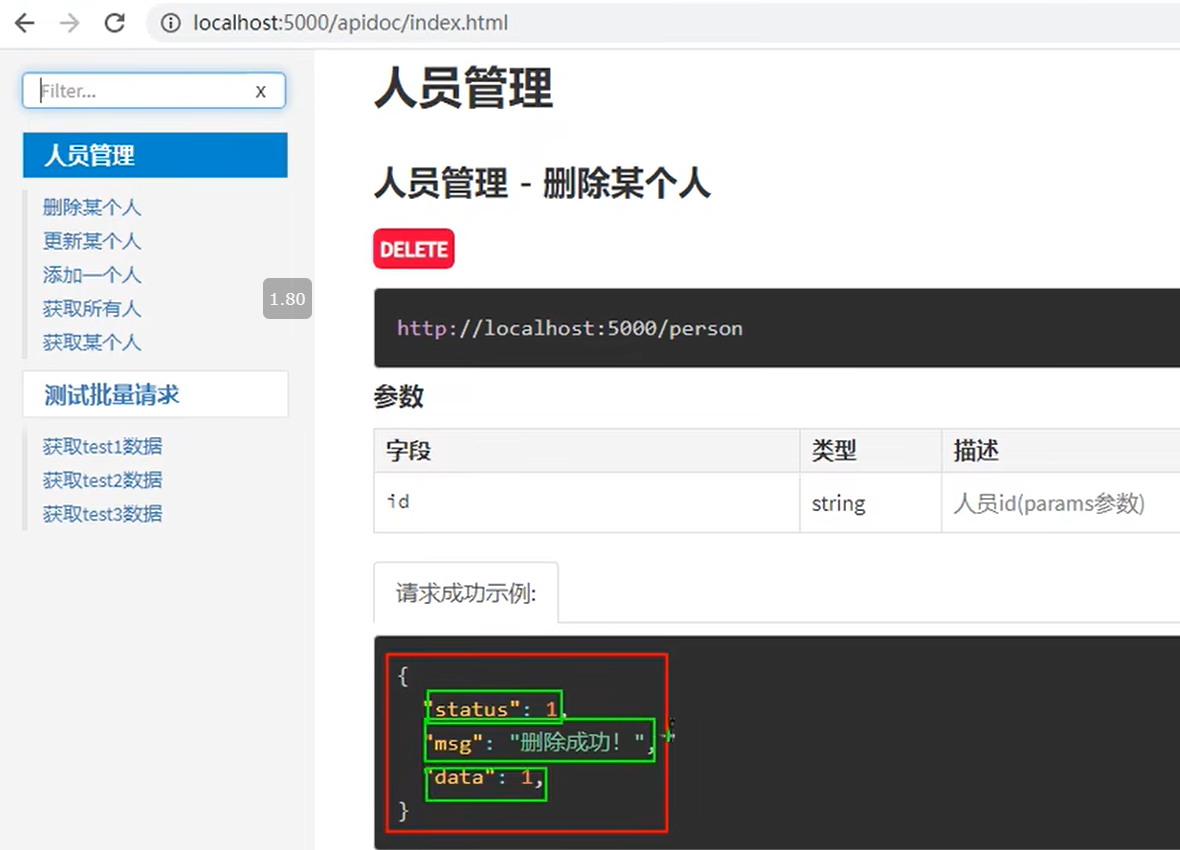 localhost:5000/apidoc/index.html
Filter...
x
人员管理
删除某个人
更新某个人
添加一个人
获取所有人
获取某个人
测试批量请求
获取test1数据
获取test2数据
获取test3数据
1.80
人员管理
人员管理 - 删除某个人
DELETE
http://localhost:5000/person
参数
字段 类型 描述
id string 人员id(params参数)
请求成功示例:
{
"status": 1,
"msg": "删除成功！",
"data": 1,
}